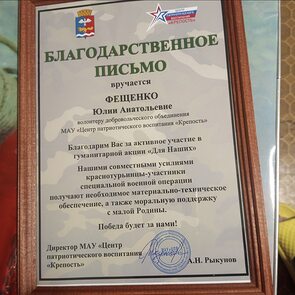 БЛАГОДАРСТВЕННОЕ
ПИСЬМО
вручается
ФЕЩЕНКО
Юлии Анатольевне
волонтеру добровольческого объединения
МАУ «Центр патриотического воспитания «Крепость»
Благодарим Вас за активное участие в
гуманитарной акции «Для Наших»
Нашими совместными усилиями
краснотурьинцы-участники
специальной военной операции
получают необходимое материально-техническое
обеспечение, а также моральную поддержку
с малой Родины.
Победа будет за нами!
Директор МАУ «Центр
патриотического воспитания
«Крепость»
А.Н. Рыкунов